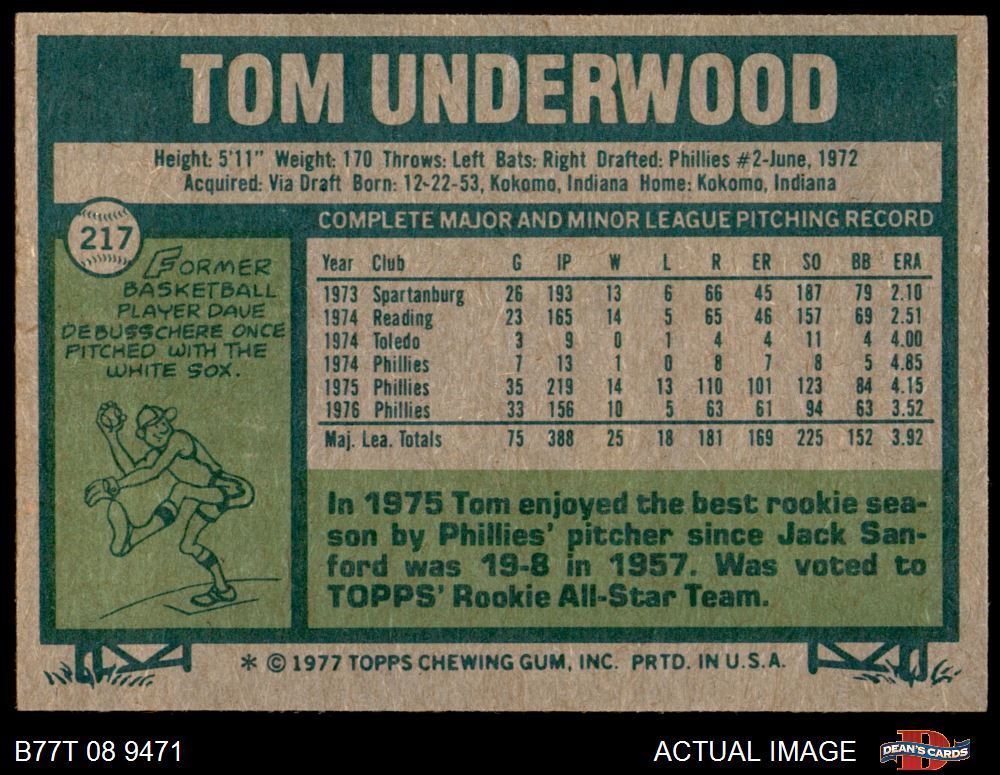 TOM UNDERWOOD
Height: 5'11" Weight: 170 Throws: Left Bats: Right Drafted: Phillies #2-June, 1972
Acquired: Via Draft Born: 12-22-53, Kokomo, Indiana Home: Kokomo, Indiana
217
FORMER
BASKETBALL
PLAYER DAVE
DEBUSSCHERE ONCE
PITCHED WITH THE
WHITE SOX.
COMPLETE MAJOR AND MINOR LEAGUE PITCHING RECORD
Year Club G IP W L R ER SO BB ERA
1973 Spartanburg 26 193 13 6 66 45 187 79 2.10
1974 Reading 23 165 14 5 65 46 157 69 2.51
1974 Toledo 3 9 0 1 4 4 11 4 4.00
1974 Phillies 7 13 1 0 8 7 8 5 4.85
1975 Phillies 35 219 14 13 110 101 123 84 4.15
1976 Phillies 33 156 10 5 63 61 94 63 3.52
Maj. Lea. Totals 75 388 25 18 181 169 225 152 3.92
In 1975 Tom enjoyed the best rookie sea-
son by Phillies' pitcher since Jack San-
ford was 19-8 in 1957. Was voted to
TOPPS' Rookie All-Star Team.
* © 1977 TOPPS CHEWING GUM, INC. PRTD. IN U.S.A.
B77T 08 9471
ACTUAL IMAGE
D
DEAN'S CARDS